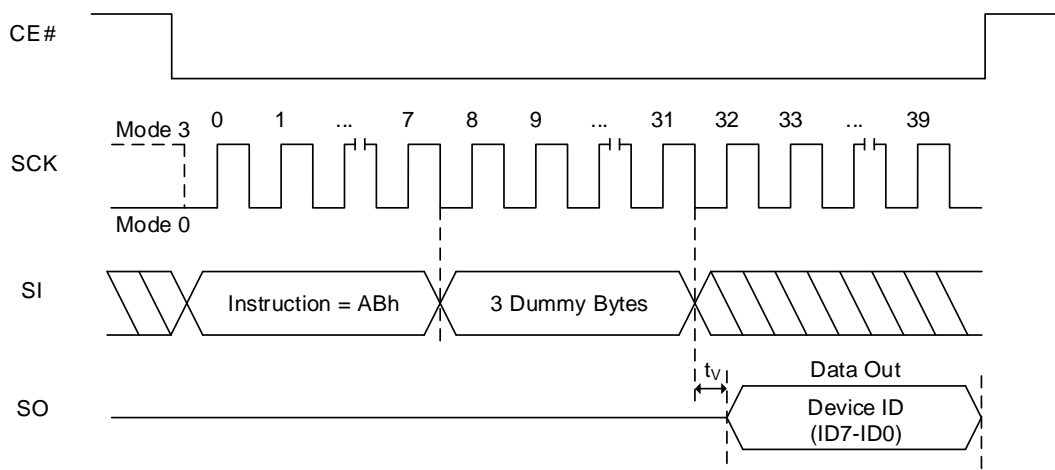 CE#
Mode 3
0 1 ... 7 8 9 ... 31 32 33 ... 39
SCK
Mode 0
SI
Instruction = ABh
3 Dummy Bytes
tV
Data Out
SO
Device ID
(ID7-ID0)